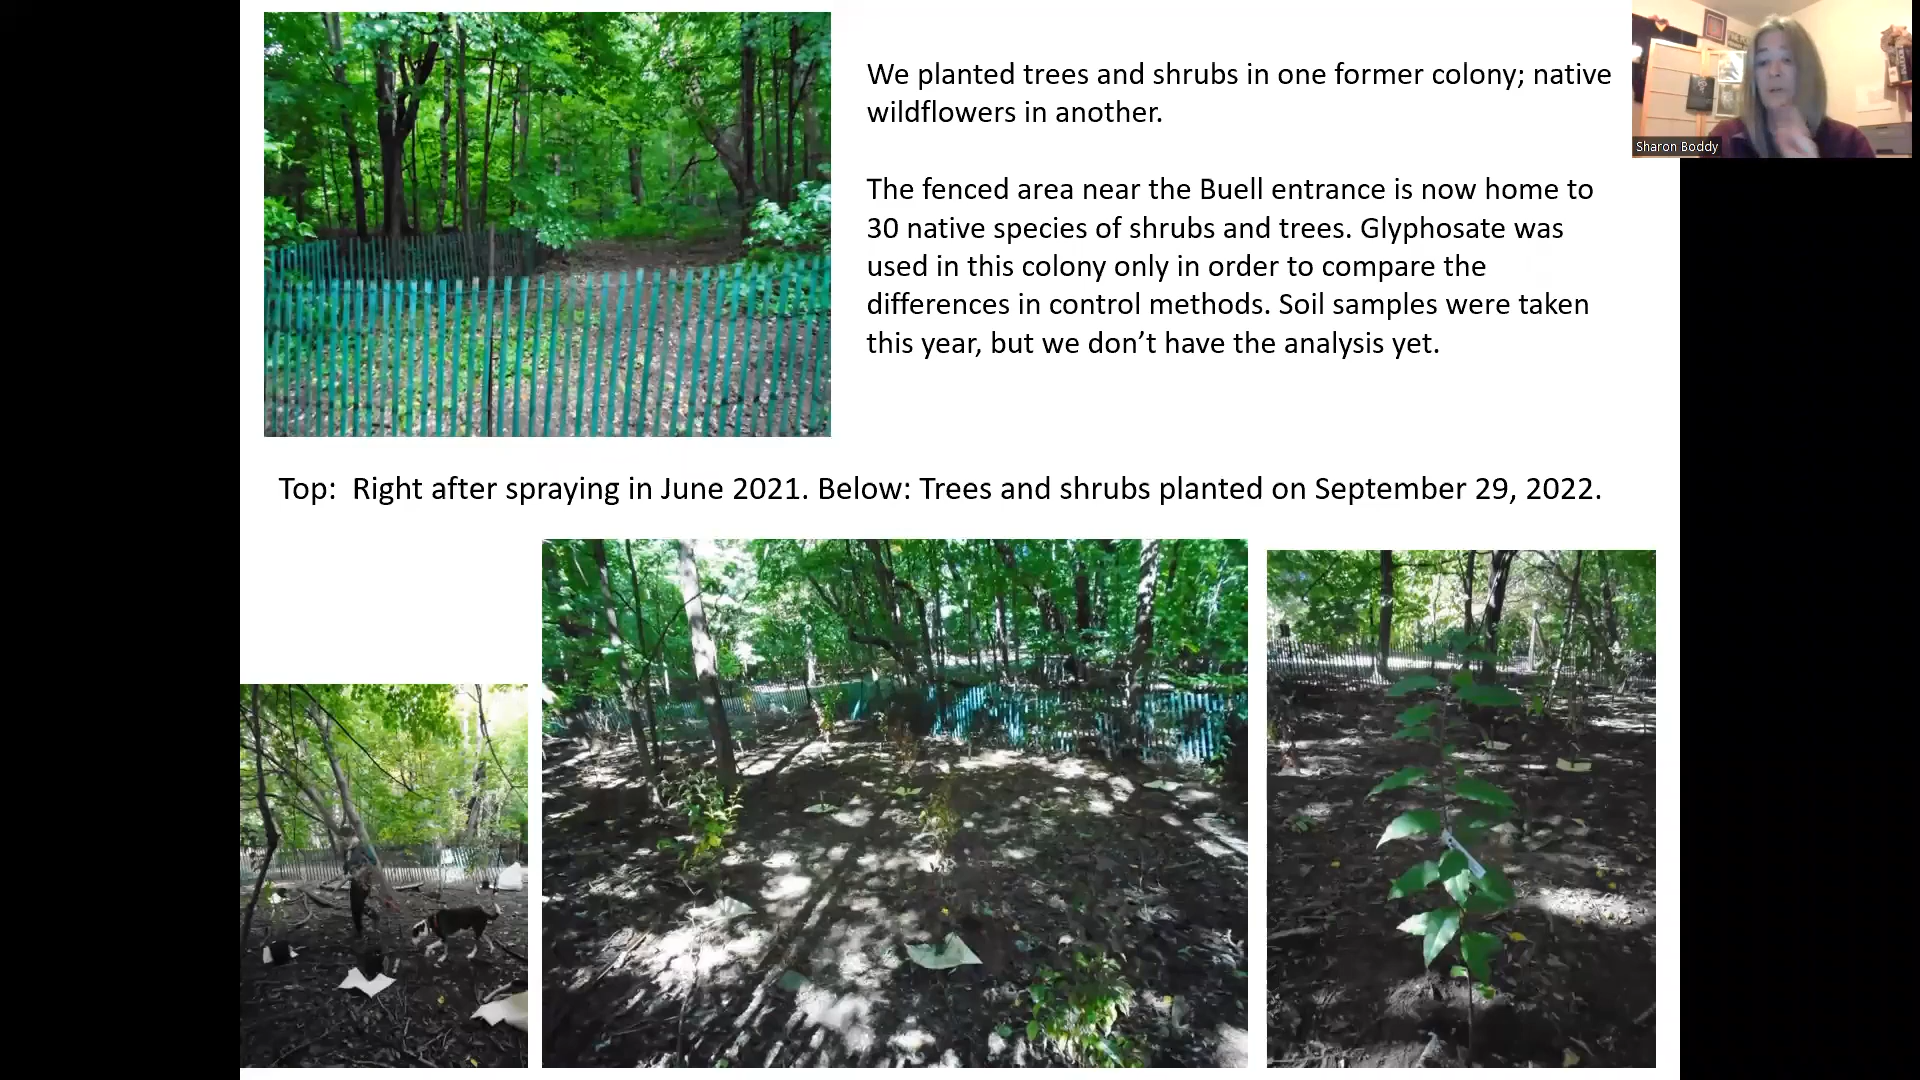 We planted trees and shrubs in one former colony; native
wildflowers in another.
The fenced area near the Buell entrance is now home to
30 native species of shrubs and trees. Glyphosate was
used in this colony only in order to compare the
differences in control methods. Soil samples were taken
this year, but we don’t have the analysis yet.
Sharon Boddy
Top:  Right after spraying in June 2021. Below: Trees and shrubs planted on September 29, 2022.